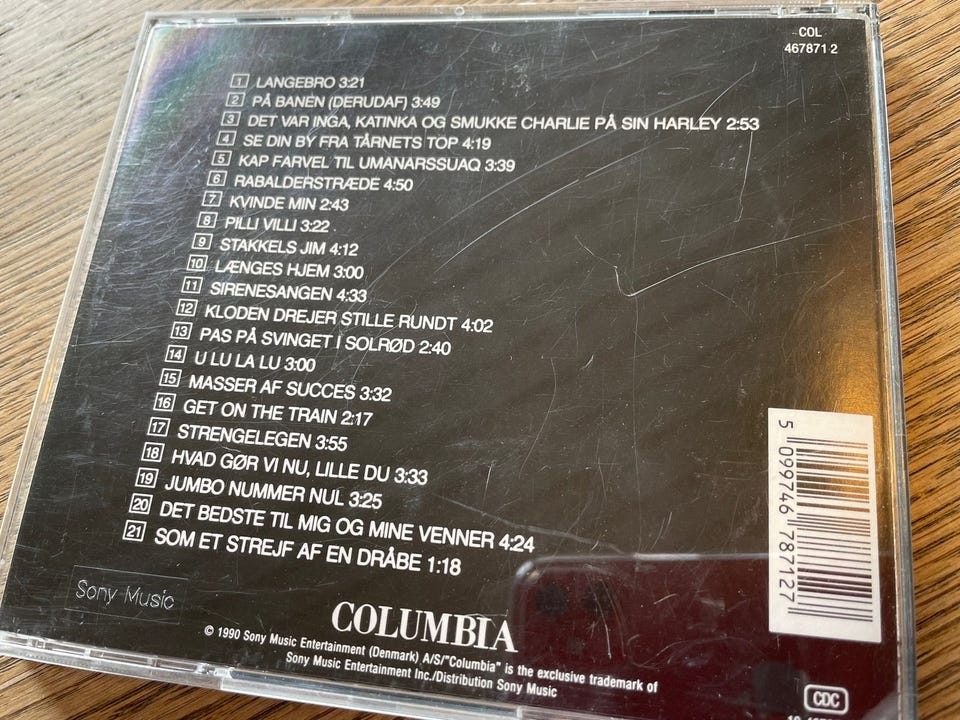 COL
467871 2
1 LANGEBRO 3:21
2 PÅ BANEN (DERUDAF) 3:49
3 DET VAR INGA, KATINKA OG SMUKKE CHARLIE PÅ SIN HARLEY 2:53
4 SE DIN BY FRA TÅRNETS TOP 4:19
5 KAP FARVEL TIL UMANARSSUAQ 3:39
6 RABALDERSTRÆDE 4:50
7 KVINDE MIN 2:43
8 PILLI VILLI 3:22
9 STAKKELS JIM 4:12
10 LÆNGES HJEM 3:00
11 SIRENESANGEN 4:33
12 KLODEN DREJER STILLE RUNDT 4:02
13 PAS PÅ SVINGET I SOLRØD 2:40
14 U LU LA LU 3:00
15 MASSER AF SUCCES 3:32
16 GET ON THE TRAIN 2:17
17 STRENGELEGEN 3:55
18 HVAD GØR VI NU, LILLE DU 3:33
19 JUMBO NUMMER NUL 3:25
20 DET BEDSTE TIL MIG OG MINE VENNER 4:24
21 SOM ET STREJF AF EN DRÅBE 1:18
5 099746 787127
Sony Music
COLUMBIA
© 1990 Sony Music Entertainment (Denmark) A/S/"Columbia" is the exclusive trademark of
Sony Music Entertainment Inc./Distribution Sony Music
CDC